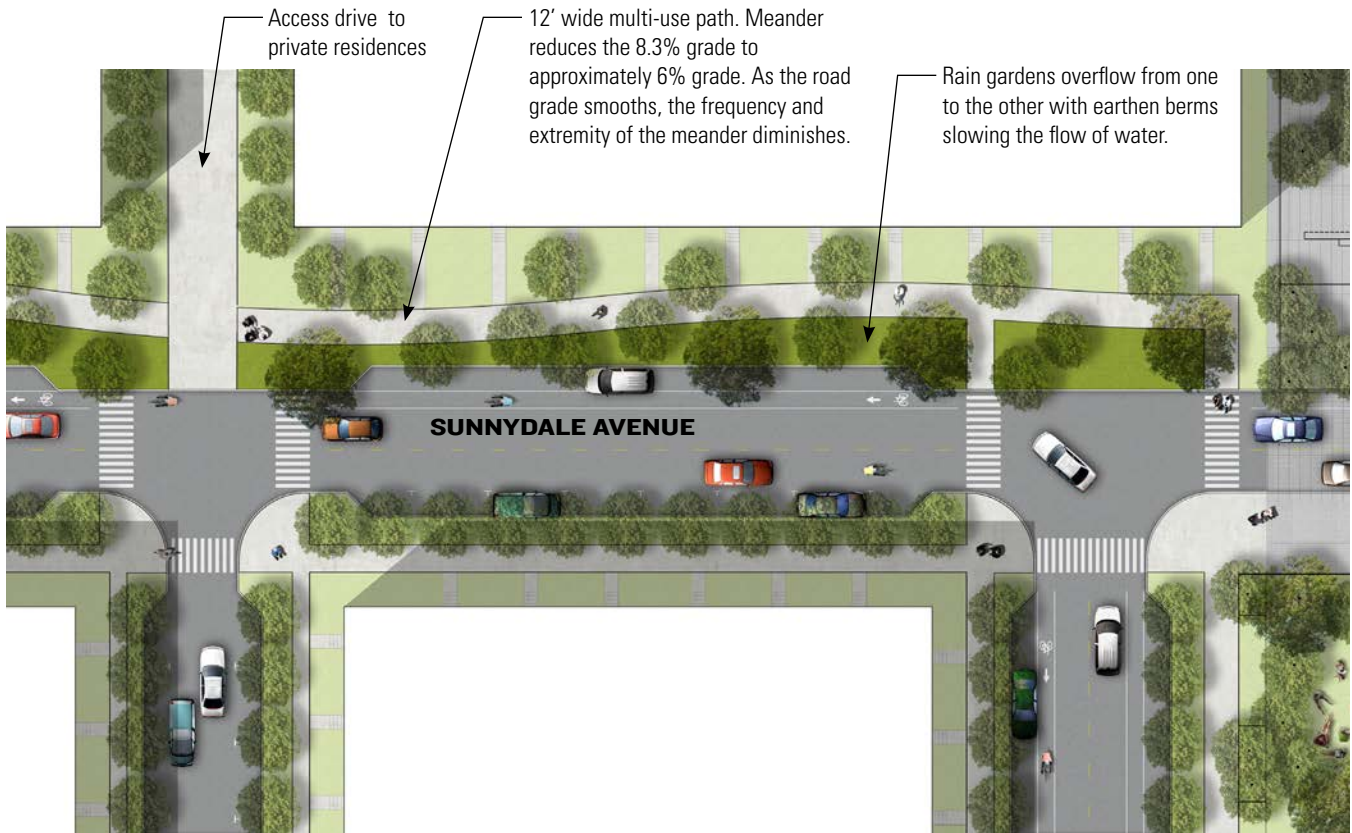 Access drive  to
private residences
12’ wide multi-use path. Meander
reduces the 8.3% grade to
approximately 6% grade. As the road
grade smooths, the frequency and
extremity of the meander diminishes.
Rain gardens overflow from one
to the other with earthen berms
slowing the flow of water.
SUNNYDALE AVENUE